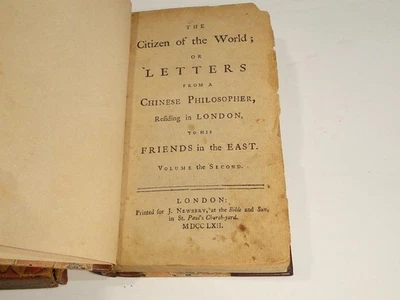 THE
Citizen of the World;
OR
LETTERS
FROM A
CHINESE PHILOSOPHER,
Residing in LONDON,
TO HIS
FRIENDS in the EAST.
VOLUME the SECOND.
LONDON:
Printed for J. NEWBERY, at the Bible and Sun,
in St. Paul's Church-yard.
MDCCLXII.